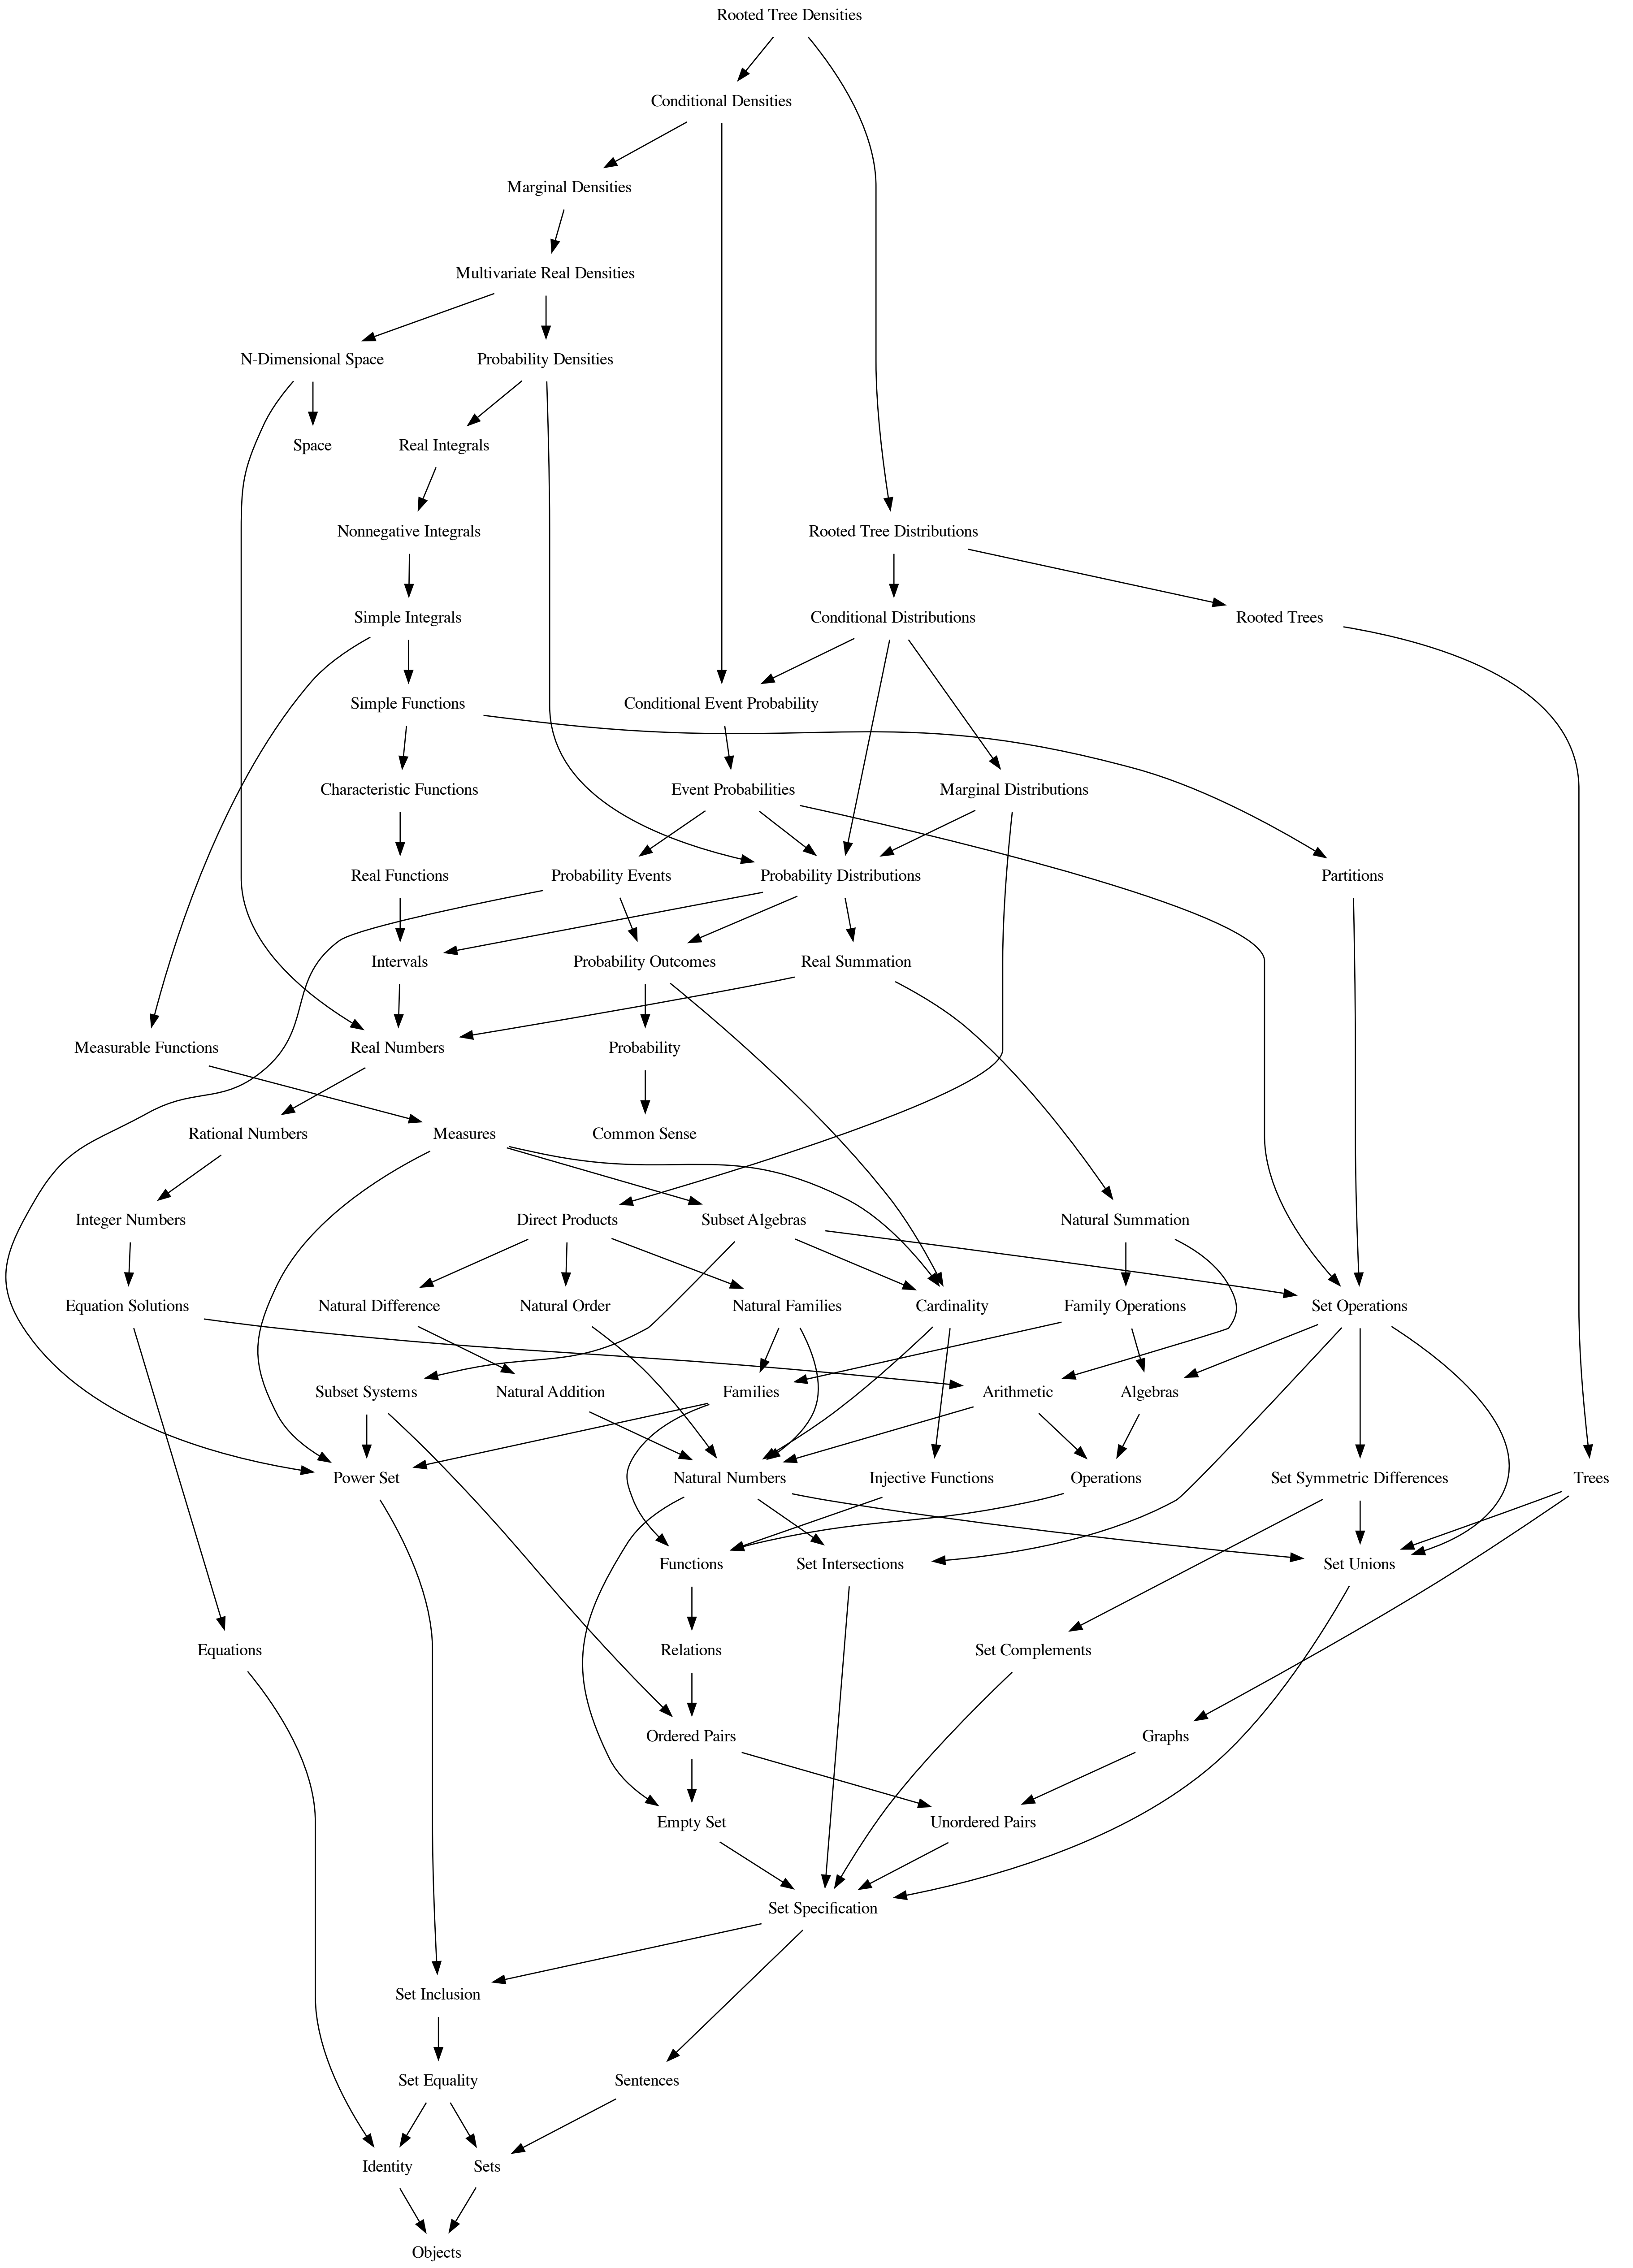 Rooted Tree Densities
Conditional Densities
Marginal Densities
Multivariate Real Densities
N-Dimensional Space
Probability Densities
Space
Real Integrals
Nonnegative Integrals
Rooted Tree Distributions
Simple Integrals
Conditional Distributions
Rooted Trees
Simple Functions
Conditional Event Probability
Characteristic Functions
Event Probabilities
Marginal Distributions
Real Functions
Probability Events
Probability Distributions
Partitions
Intervals
Probability Outcomes
Real Summation
Measurable Functions
Real Numbers
Probability
Rational Numbers
Measures
Common Sense
Integer Numbers
Direct Products
Subset Algebras
Natural Summation
Equation Solutions
Natural Difference
Natural Order
Natural Families
Cardinality
Family Operations
Set Operations
Subset Systems
Natural Addition
Families
Arithmetic
Algebras
Power Set
Natural Numbers
Injective Functions
Operations
Set Symmetric Differences
Trees
Functions
Set Intersections
Set Unions
Equations
Relations
Set Complements
Ordered Pairs
Graphs
Empty Set
Unordered Pairs
Set Specification
Set Inclusion
Set Equality
Sentences
Identity
Sets
Objects